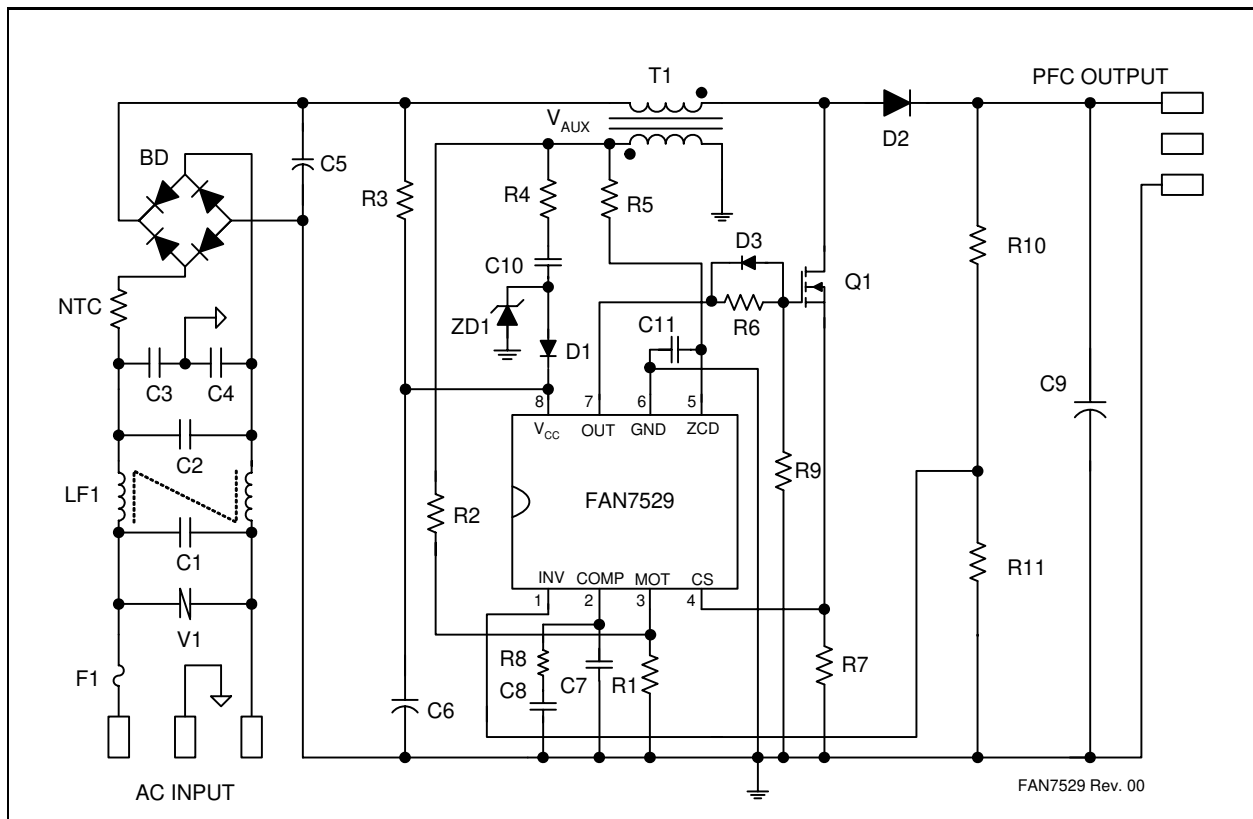 T1
PFC OUTPUT
V_AUX
D2
BD
C5
R3
R4
R5
R10
D3
C10
Q1
NTC
ZD1
R6
C11
D1
C3
C4
C9
8
7
6
5
V_CC
OUT
GND
ZCD
C2
R9
LF1
FAN7529
R2
C1
R11
INV
COMP
MOT
CS
1
2
3
4
V1
R8
R7
F1
C7
R1
C8
C6
AC INPUT
FAN7529 Rev. 00